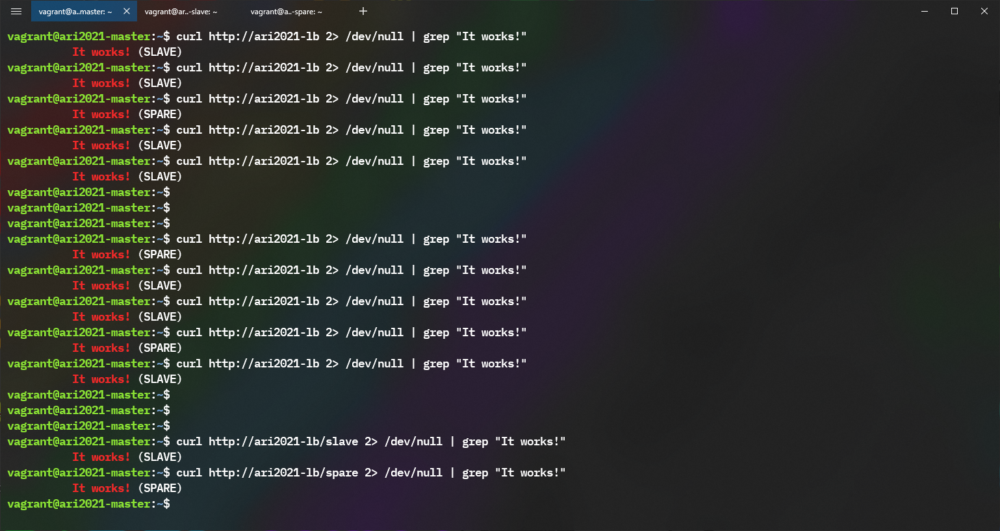 vagrant@a..master: ~ vagrant@ar..-slave: ~ vagrant@a..-spare: ~
vagrant@ari2021-master:~$ curl http://ari2021-lb 2> /dev/null | grep "It works!"
It works! (SLAVE)
vagrant@ari2021-master:~$ curl http://ari2021-lb 2> /dev/null | grep "It works!"
It works! (SLAVE)
vagrant@ari2021-master:~$ curl http://ari2021-lb 2> /dev/null | grep "It works!"
It works! (SPARE)
vagrant@ari2021-master:~$ curl http://ari2021-lb 2> /dev/null | grep "It works!"
It works! (SLAVE)
vagrant@ari2021-master:~$ curl http://ari2021-lb 2> /dev/null | grep "It works!"
It works! (SLAVE)
vagrant@ari2021-master:~$
vagrant@ari2021-master:~$
vagrant@ari2021-master:~$
vagrant@ari2021-master:~$ curl http://ari2021-lb 2> /dev/null | grep "It works!"
It works! (SPARE)
vagrant@ari2021-master:~$ curl http://ari2021-lb 2> /dev/null | grep "It works!"
It works! (SLAVE)
vagrant@ari2021-master:~$ curl http://ari2021-lb 2> /dev/null | grep "It works!"
It works! (SLAVE)
vagrant@ari2021-master:~$ curl http://ari2021-lb 2> /dev/null | grep "It works!"
It works! (SPARE)
vagrant@ari2021-master:~$ curl http://ari2021-lb 2> /dev/null | grep "It works!"
It works! (SLAVE)
vagrant@ari2021-master:~$
vagrant@ari2021-master:~$
vagrant@ari2021-master:~$
vagrant@ari2021-master:~$ curl http://ari2021-lb/slave 2> /dev/null | grep "It works!"
It works! (SLAVE)
vagrant@ari2021-master:~$ curl http://ari2021-lb/spare 2> /dev/null | grep "It works!"
It works! (SPARE)
vagrant@ari2021-master:~$